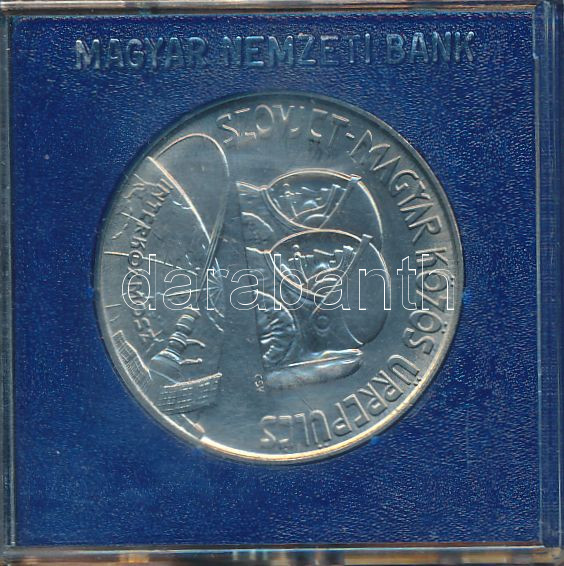 MAGYAR NEMZETI BANK
SZOVJET-MAGYAR KÖZÖS ŰRREPÜLÉS
INTERKOZMOSZ
darabanth